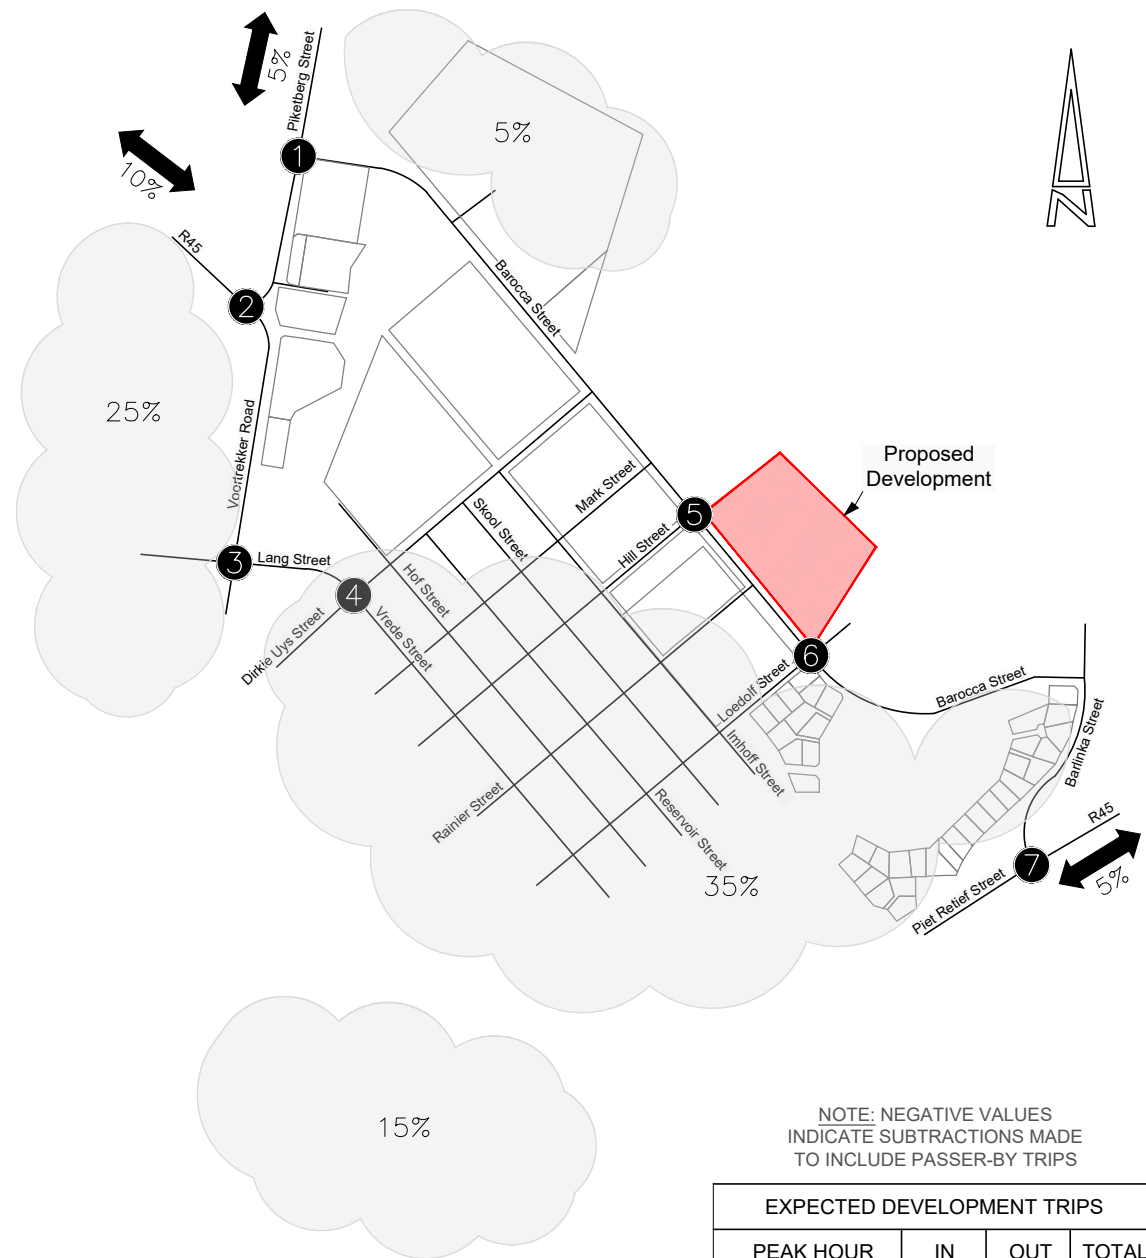 Piketberg Street
5%
1
10%
5%
N
R45
2
Barocca Street
25%
Voortrekker Road
Proposed
Development
Mark Street
Skool Street
5
Hill Street
3
Lang Street
4
Hof Street
Vrede Street
Dirkie Uys Street
6
Loedolf Street
Barocca Street
Imhoff Street
Barlinka Street
Rainier Street
Reservoir Street
R45
7
35%
Piet Retief Street
5%
15%
NOTE: NEGATIVE VALUES
INDICATE SUBTRACTIONS MADE
TO INCLUDE PASSER-BY TRIPS
EXPECTED DEVELOPMENT TRIPS
PEAK HOUR IN OUT TOTAL